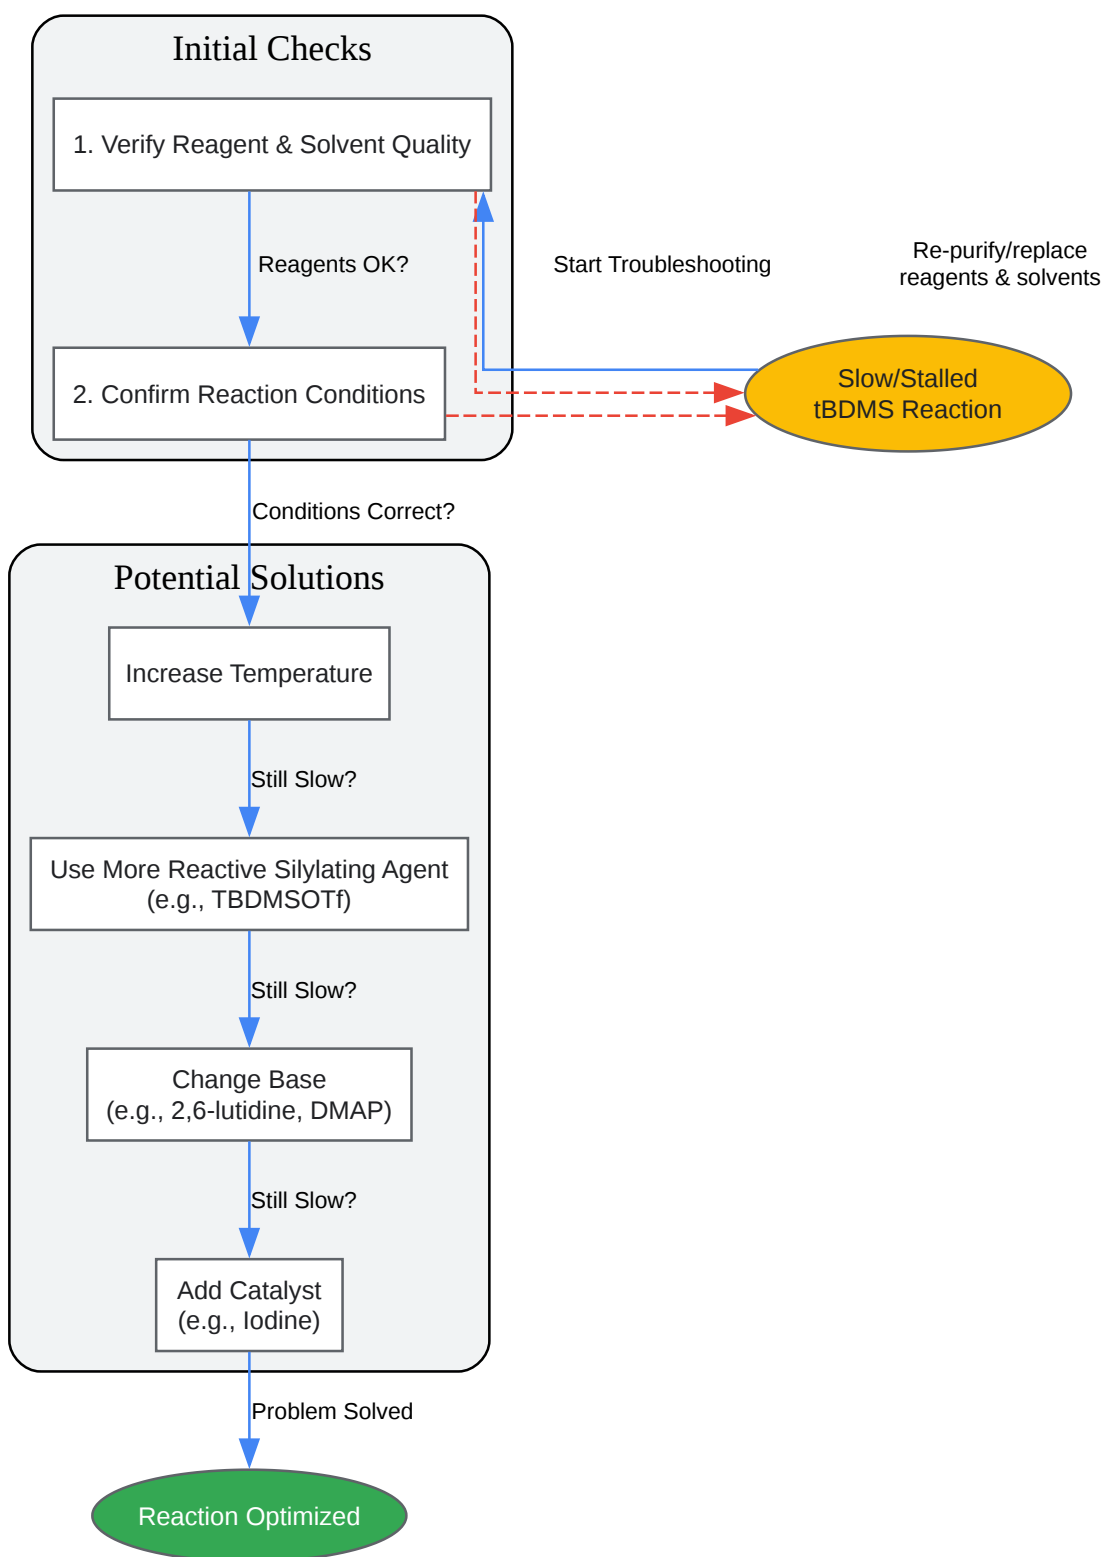 Initial Checks
1. Verify Reagent & Solvent Quality
Reagents OK?
Start Troubleshooting
Re-purify/replace
reagents & solvents
2. Confirm Reaction Conditions
Slow/Stalled
tBDMS Reaction
Conditions Correct?
Potential Solutions
Increase Temperature
Still Slow?
Use More Reactive Silylating Agent
(e.g., TBDMSOTf)
Still Slow?
Change Base
(e.g., 2,6-lutidine, DMAP)
Still Slow?
Add Catalyst
(e.g., Iodine)
Problem Solved
Reaction Optimized